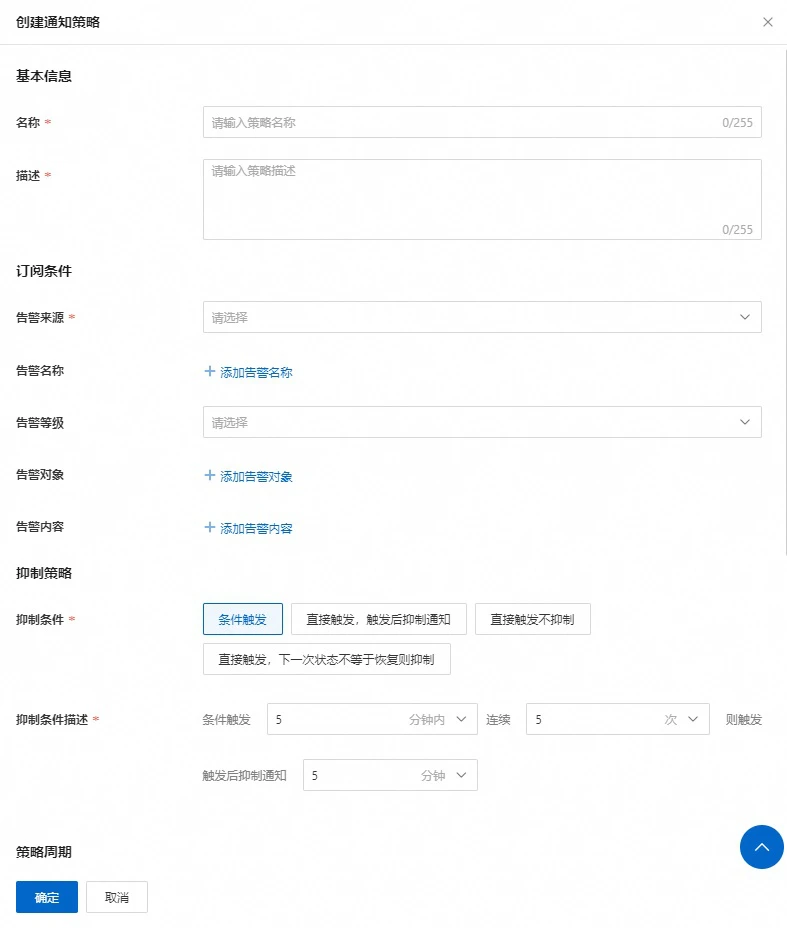 创建通知策略
基本信息
名称 * 请输入策略名称 0/255
描述 * 请输入策略描述
0/255
订阅条件
告警来源 * 请选择
告警名称 + 添加告警名称
告警等级 请选择
告警对象 + 添加告警对象
告警内容 + 添加告警内容
抑制策略
抑制条件 * 条件触发 直接触发，触发后抑制通知 直接触发不抑制
直接触发，下一次状态不等于恢复则抑制
抑制条件描述 * 条件触发 5 分钟内 连续 5 次 则触发
触发后抑制通知 5 分钟
策略周期
确定 取消